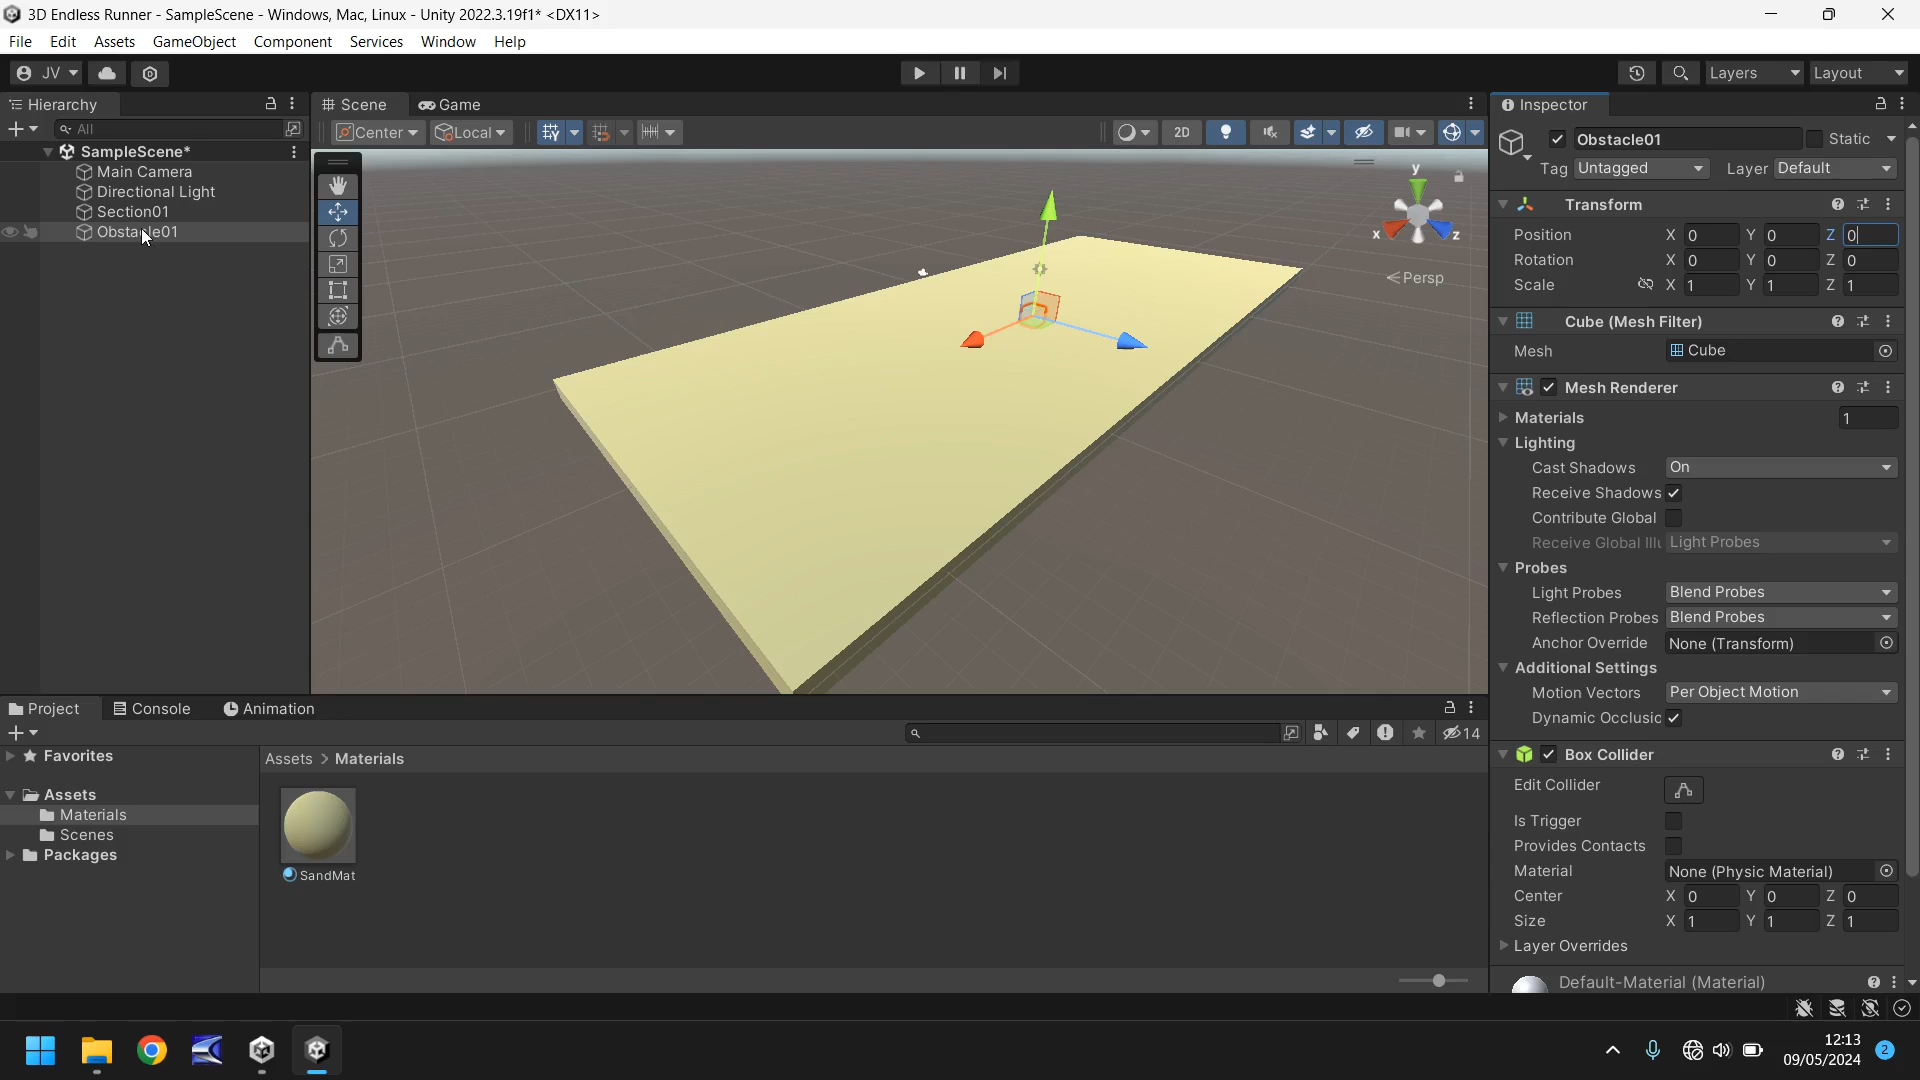 3D Endless Runner - SampleScene - Windows, Mac, Linux - Unity 2022.3.19f1* <DX11>
File Edit Assets GameObject Component Services Window Help
JV Layers Layout
Hierarchy Scene Game Inspector
All Center Local 2D Obstacle01 Static
SampleScene* Tag Untagged Layer Default
Main Camera
Directional Light
Section01
Obstacle01
y
x
z
Persp
Transform
Position X 0 Y 0 Z 0
Rotation X 0 Y 0 Z 0
Scale X 1 Y 1 Z 1
Cube (Mesh Filter)
Mesh Cube
Mesh Renderer
Materials 1
Lighting
Cast Shadows On
Receive Shadows
Contribute Global
Receive Global Illu Light Probes
Probes
Light Probes Blend Probes
Reflection Probes Blend Probes
Anchor Override None (Transform)
Additional Settings
Motion Vectors Per Object Motion
Dynamic Occlusic
Box Collider
Edit Collider
Is Trigger
Provides Contacts
Material None (Physic Material)
Center X 0 Y 0 Z 0
Size X 1 Y 1 Z 1
Layer Overrides
Default-Material (Material)
Project Console Animation
14
Favorites
Assets
Materials
Scenes
Packages
Assets > Materials
SandMat
12:13
09/05/2024
2